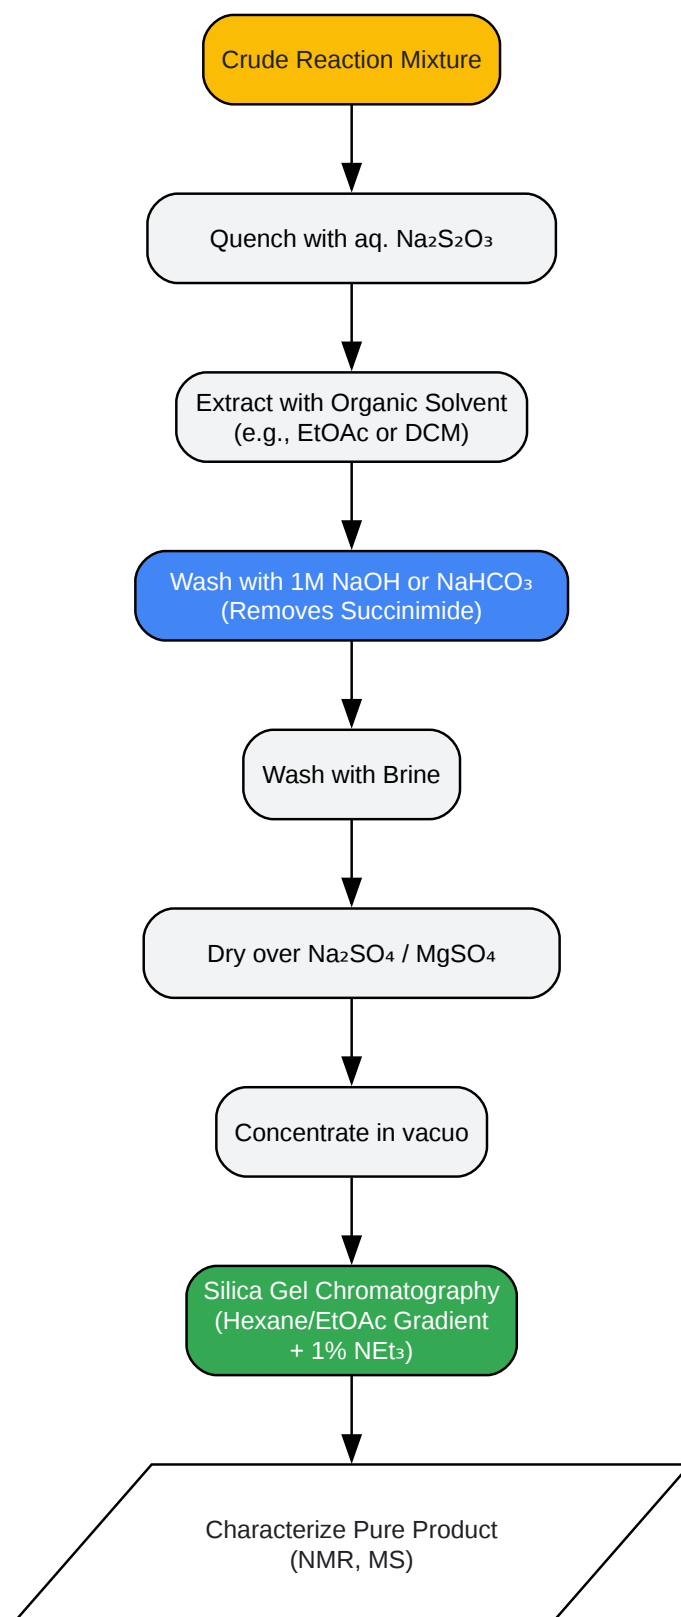 Crude Reaction Mixture
Quench with aq. Na₂S₂O₃
Extract with Organic Solvent
(e.g., EtOAc or DCM)
Wash with 1M NaOH or NaHCO₃
(Removes Succinimide)
Wash with Brine
Dry over Na₂SO₄ / MgSO₄
Concentrate in vacuo
Silica Gel Chromatography
(Hexane/EtOAc Gradient
+ 1% NEt₃)
Characterize Pure Product
(NMR, MS)